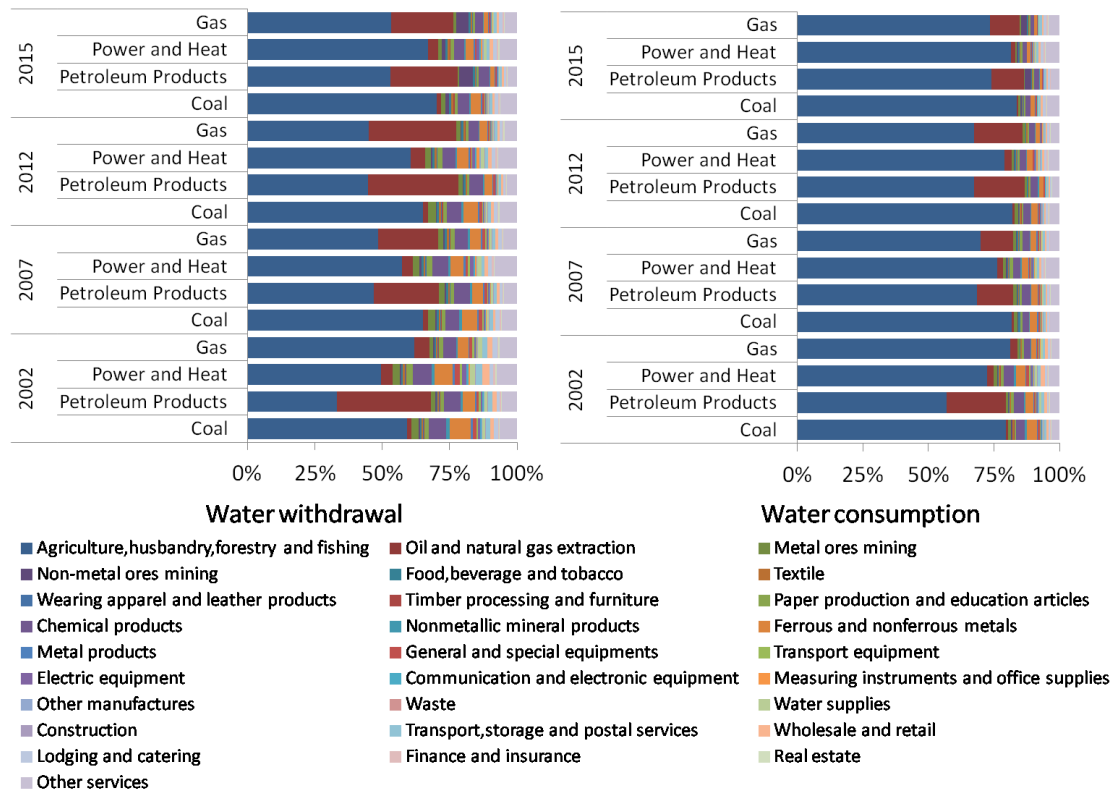 2015
Gas
Power and Heat
Petroleum Products
Coal
2012
Gas
Power and Heat
Petroleum Products
Coal
2007
Gas
Power and Heat
Petroleum Products
Coal
2002
Gas
Power and Heat
Petroleum Products
Coal
0% 25% 50% 75% 100%
Water withdrawal
2015
Gas
Power and Heat
Petroleum Products
Coal
2012
Gas
Power and Heat
Petroleum Products
Coal
2007
Gas
Power and Heat
Petroleum Products
Coal
2002
Gas
Power and Heat
Petroleum Products
Coal
0% 25% 50% 75% 100%
Water consumption
Agriculture,husbandry,forestry and fishing Oil and natural gas extraction Metal ores mining
Non-metal ores mining Food,beverage and tobacco Textile
Wearing apparel and leather products Timber processing and furniture Paper production and education articles
Chemical products Nonmetallic mineral products Ferrous and nonferrous metals
Metal products General and special equipments Transport equipment
Electric equipment Communication and electronic equipment Measuring instruments and office supplies
Other manufactures Waste Water supplies
Construction Transport,storage and postal services Wholesale and retail
Lodging and catering Finance and insurance Real estate
Other services